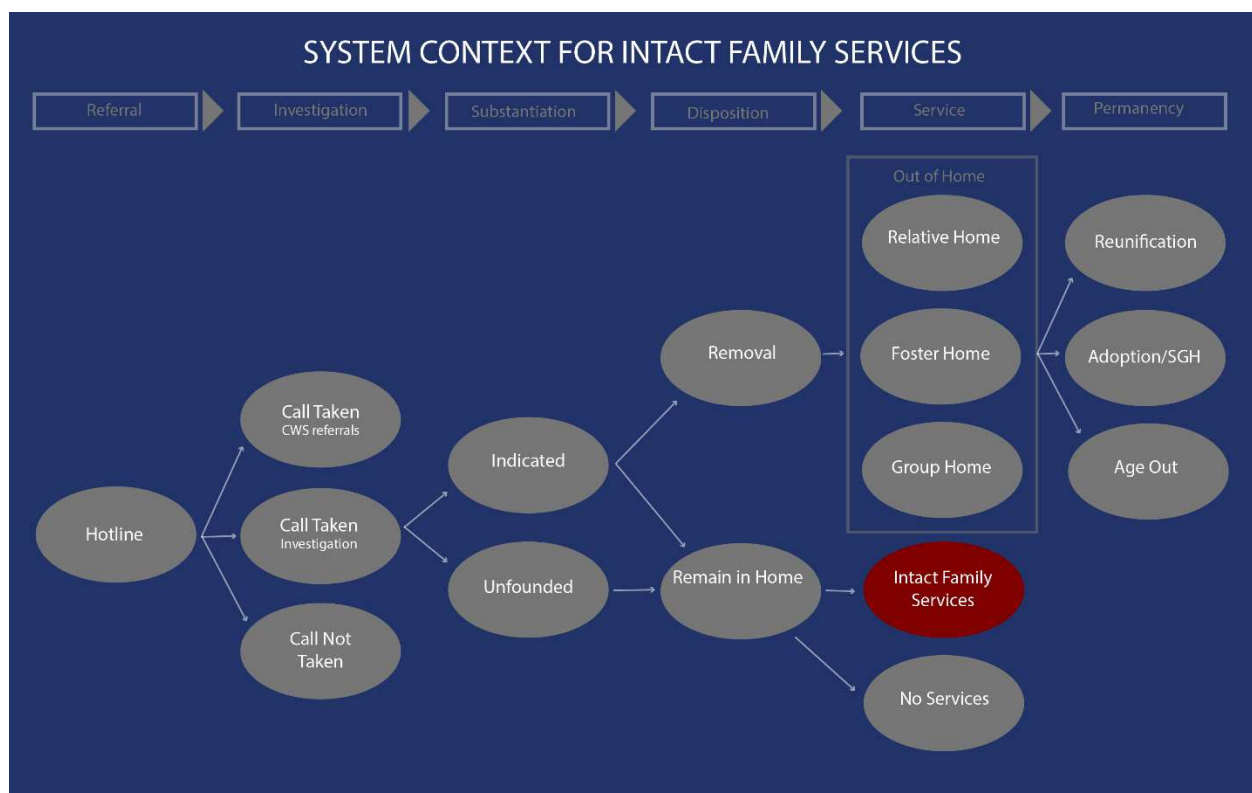 SYSTEM CONTEXT FOR INTACT FAMILY SERVICES
Referral
Investigation
Substantiation
Disposition
Service
Permanency
Out of Home
Relative Home
Reunification
Removal
Foster Home
Adoption/SGH
Call Taken
CWS referrals
Indicated
Group Home
Age Out
Hotline
Call Taken
Investigation
Unfounded
Remain in Home
Intact Family
Services
Call Not
Taken
No Services